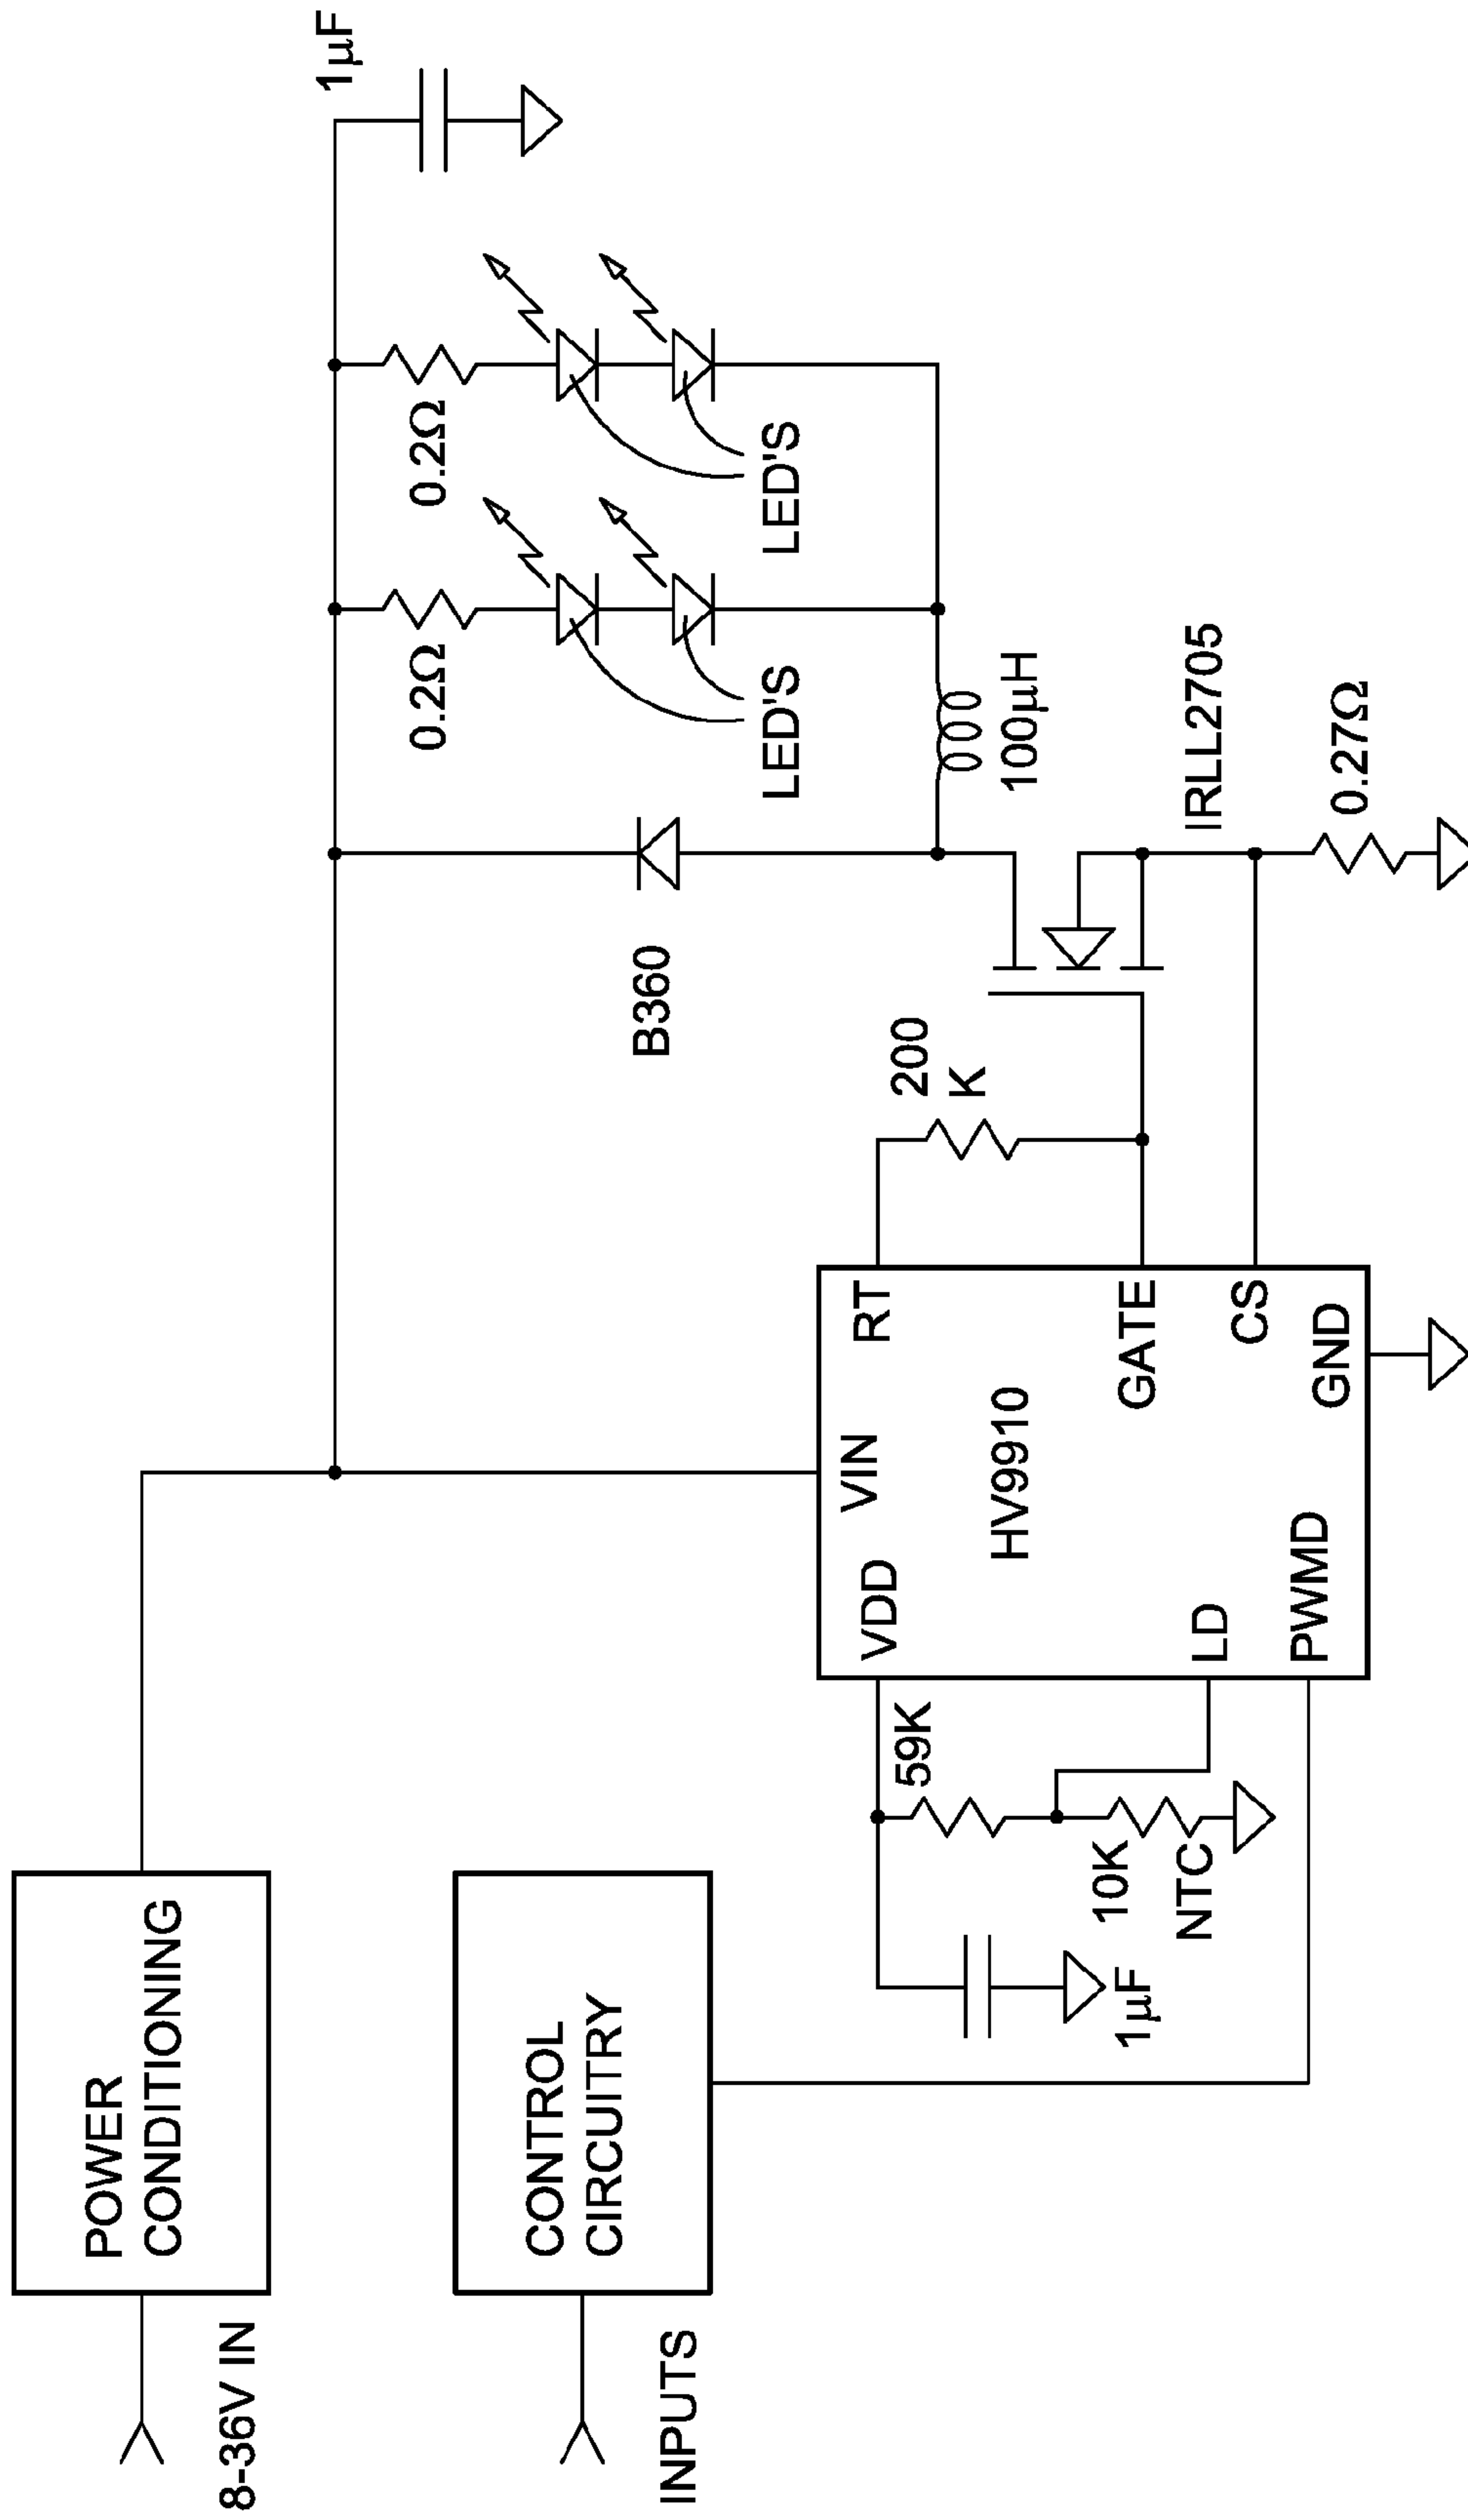 POWER
CONDITIONING
8-36V IN
CONTROL
CIRCUITRY
INPUTS
1µF
0.2Ω
0.2Ω
LED'S
LED'S
B360
100µH
IRLL2705
0.27Ω
200
K
VDD
VIN
RT
HV9910
GATE
LD
CS
PWMD
GND
59K
10K
NTC
1µF